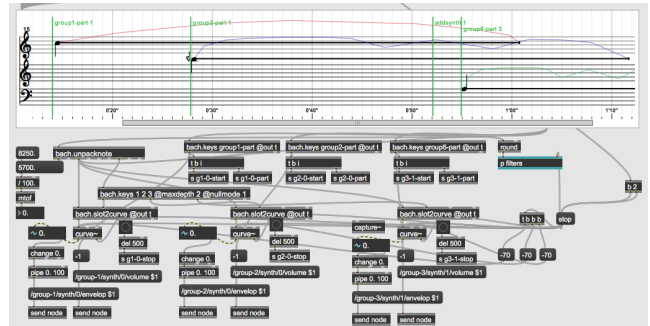 group1-part 1
group2-part 1
addsynth 1
group6-part 3
15
0'20"
0'30"
0'40"
0'50"
1'00"
1'10"
8250.
5700.
/ 100.
mtof
> 0.
bach.unpacknote
bach.keys group1-part @out t
bach.keys group2-part @out t
bach.keys group6-part @out t
round
t b i
t b i
t b i
p filters
s g1-0-start
s g1-0-part
s g2-0-start
s g2-0-part
s g3-1-start
s g3-1-part
b 2
bach.keys 1 2 3 @maxdepth 2 @nullmode 1
bach.slot2curve @out t
bach.slot2curve @out t
bach.slot2curve @out t
t b b b
stop
∿ 0.
curve~
∿ 0.
curve~
capture~
∿ 0.
curve~
del 500
del 500
del 500
change 0.
-1
s g1-0-stop
change 0.
-1
s g2-0-stop
change 0.
-1
s g3-1-stop
-70
-70
-70
pipe 0. 100
pipe 0. 100
pipe 0. 100
/group-1/synth/0/volume $1
/group-2/synth/0/volume $1
/group-3/synth/1/volume $1
/group-1/synth/0/envelop $1
/group-2/synth/0/envelop $1
/group-3/synth/1/envelop $1
send node
send node
send node
send node
send node
send node